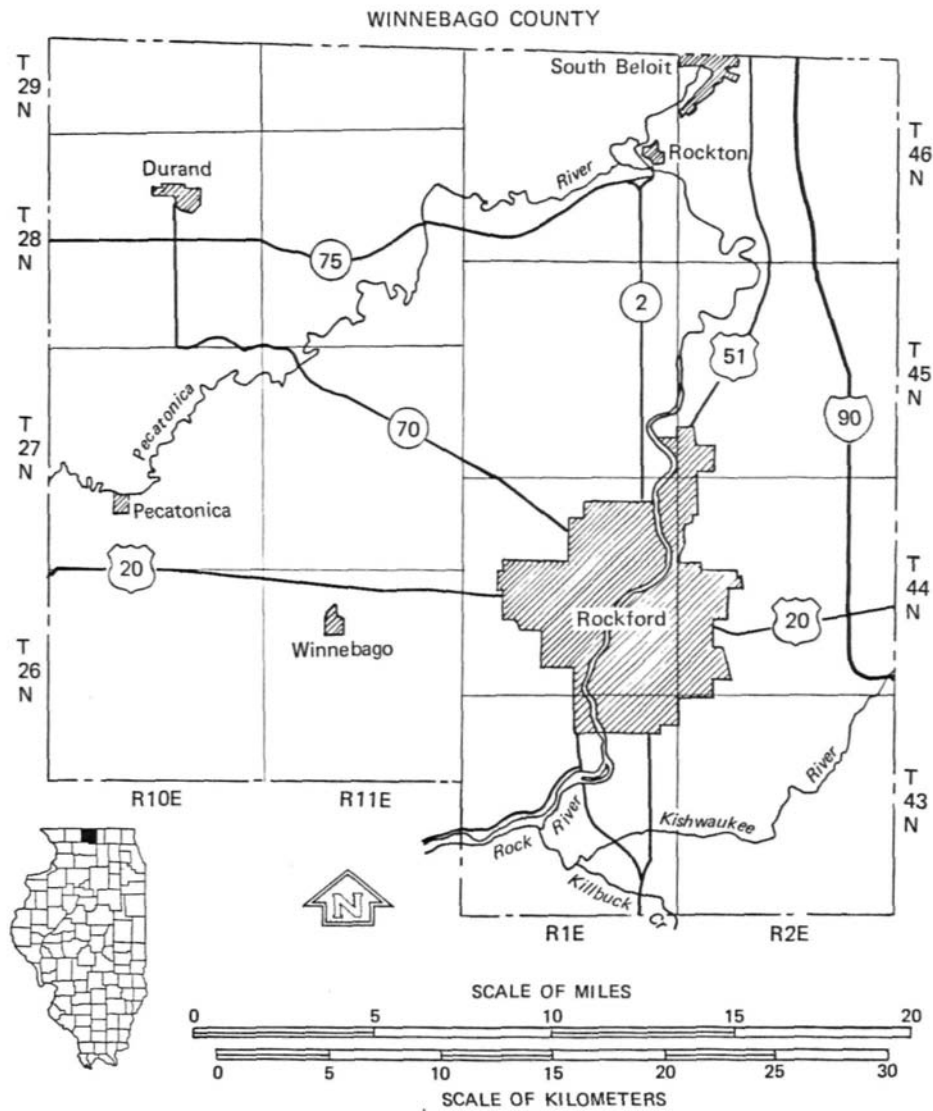 WINNEBAGO COUNTY
T
29
N
South Beloit
T
46
N
Durand
Rockton
River
T
28
N
75
2
51
T
45
N
90
T
27
N
Pecatonica
70
Pecatonica
20
T
44
N
Rockford
20
Winnebago
T
26
N
R10E
R11E
T
43
N
River
Rock
River
Kishwaukee
Killbuck
Cr
N
R1E
R2E
SCALE OF MILES
0 5 10 15 20
0 5 10 15 20 25 30
SCALE OF KILOMETERS